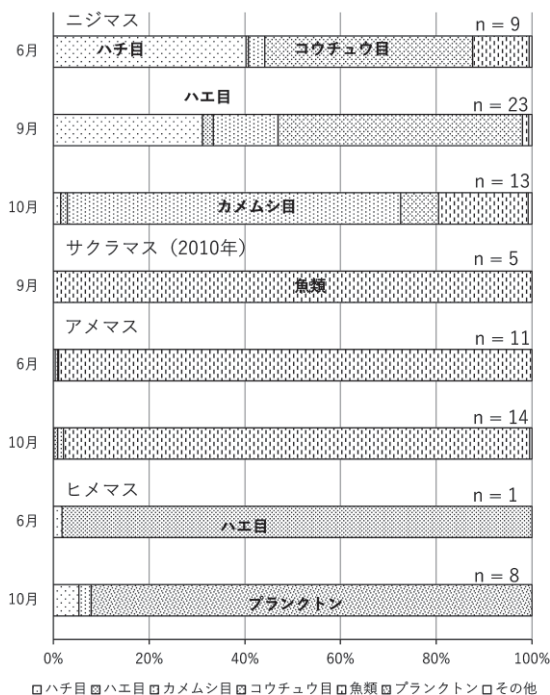 ニジマス
n = 9
6月
ハチ目
コウチュウ目
ハエ目
n = 23
9月
n = 13
10月
カメムシ目
サクラマス（2010年）
n = 5
9月
魚類
アメマス
n = 11
6月
n = 14
10月
ヒメマス
n = 1
6月
ハエ目
n = 8
10月
プランクトン
0% 20% 40% 60% 80% 100%
ハチ目 ハエ目 カメムシ目 コウチュウ目 魚類 プランクトン その他